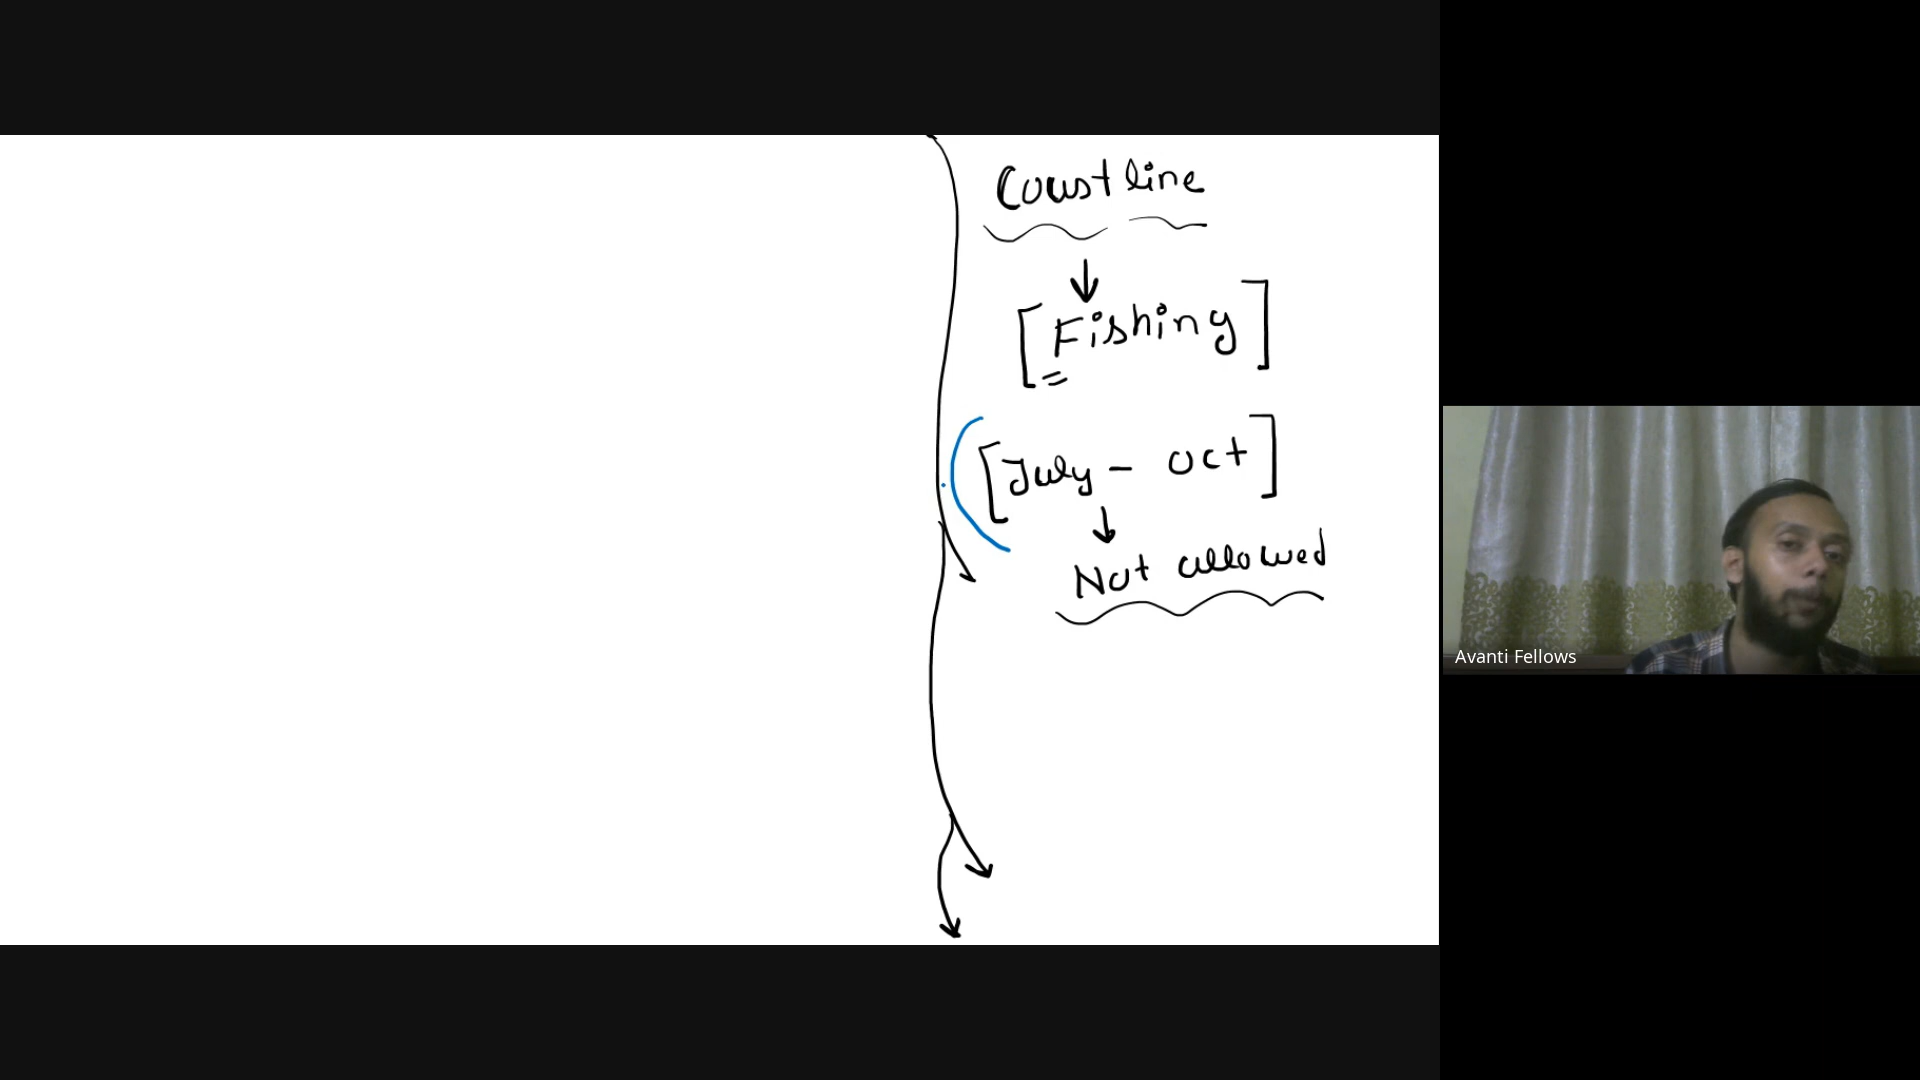 Coastline
[Fishing]
[July - Oct]
Not allowed
Avanti Fellows